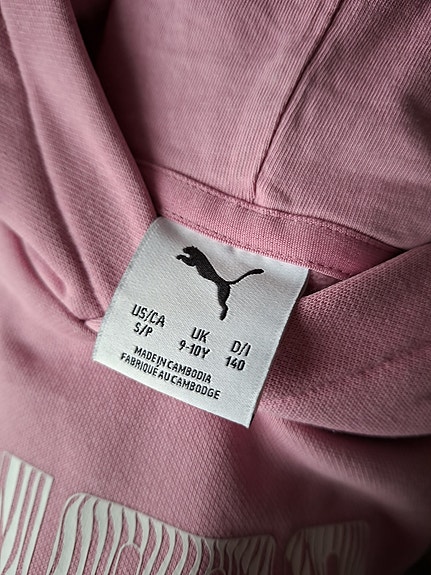 US/CA UK D/I
S/P 9-10Y 140
MADE IN CAMBODIA
FABRIQUÉ AU CAMBODGE